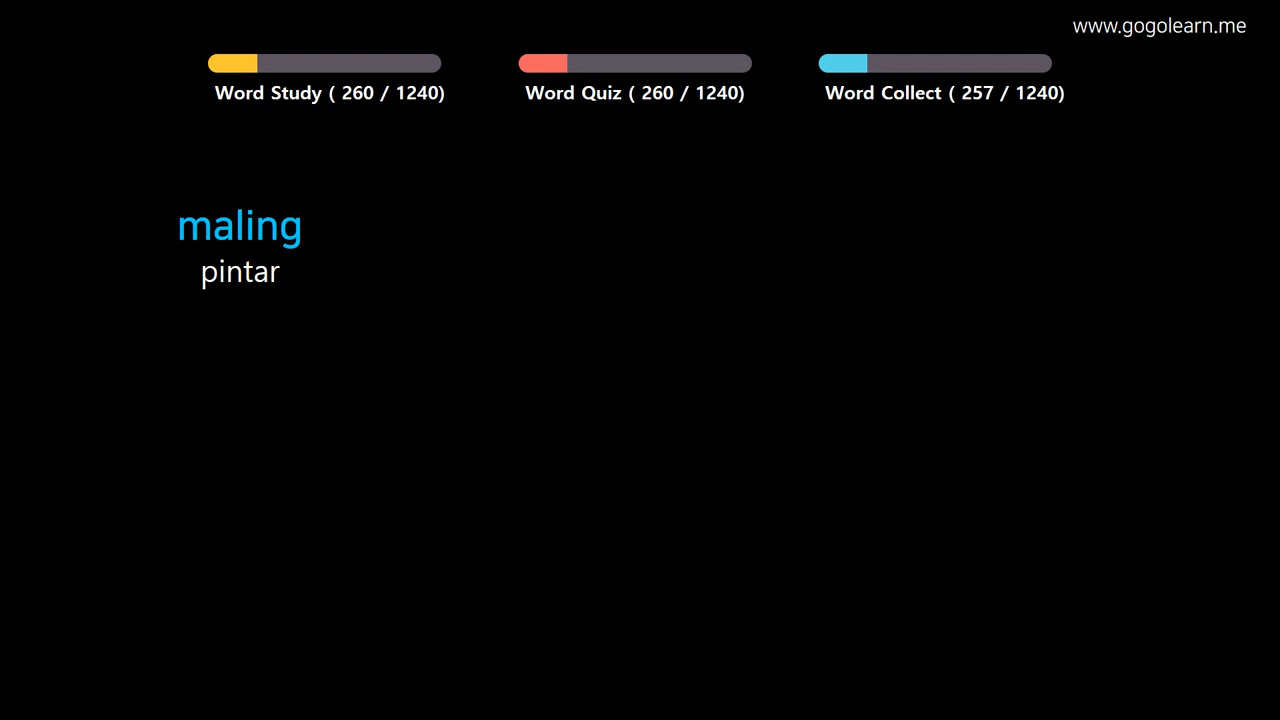 www.gogolearn.me
Word Study ( 260 / 1240)
Word Quiz ( 260 / 1240)
Word Collect ( 257 / 1240)
maling
pintar